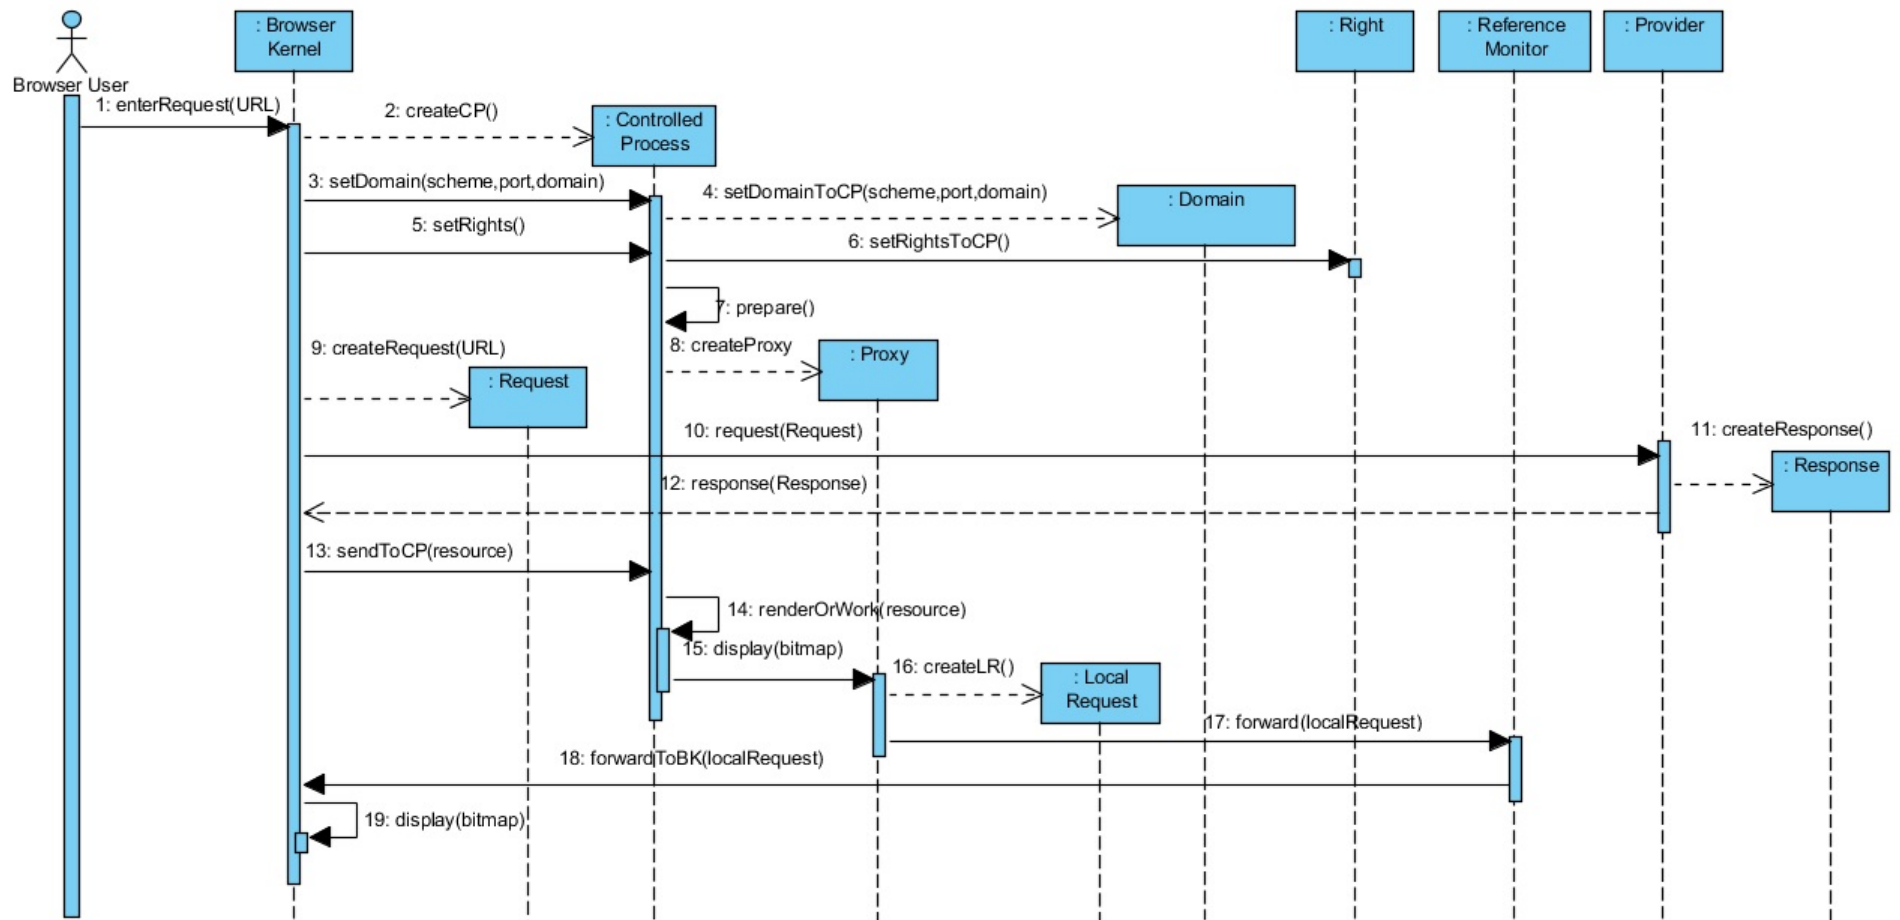 : Browser
Kernel
: Right
: Reference
Monitor
: Provider
Browser User
1: enterRequest(URL)
2: createCP()
: Controlled
Process
3: setDomain(scheme,port,domain)
4: setDomainToCP(scheme,port,domain)
: Domain
5: setRights()
6: setRightsToCP()
7: prepare()
9: createRequest(URL)
8: createProxy
: Proxy
: Request
10: request(Request)
11: createResponse()
12: response(Response)
: Response
13: sendToCP(resource)
14: renderOrWork(resource)
15: display(bitmap)
16: createLR()
: Local
Request
17: forward(localRequest)
18: forwardToBK(localRequest)
19: display(bitmap)